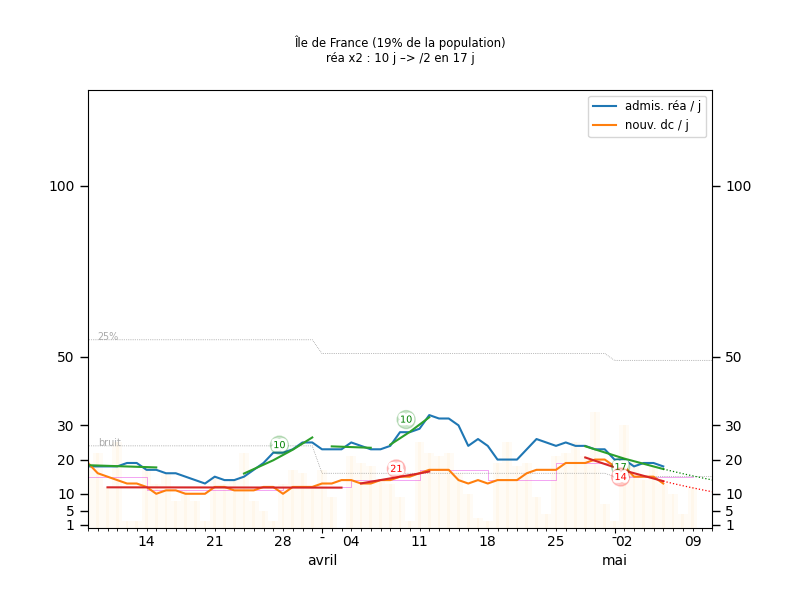 Île de France (19% de la population)
réa x2 : 10 j –> /2 en 17 j
admis. réa / j
nouv. dc / j
100 100
25%
50 50
30 30
bruit
10 10 21 17 14
20 20
10 10
5 5
1 1
14 21 28 - 04 11 18 25 - 02 09
avril mai